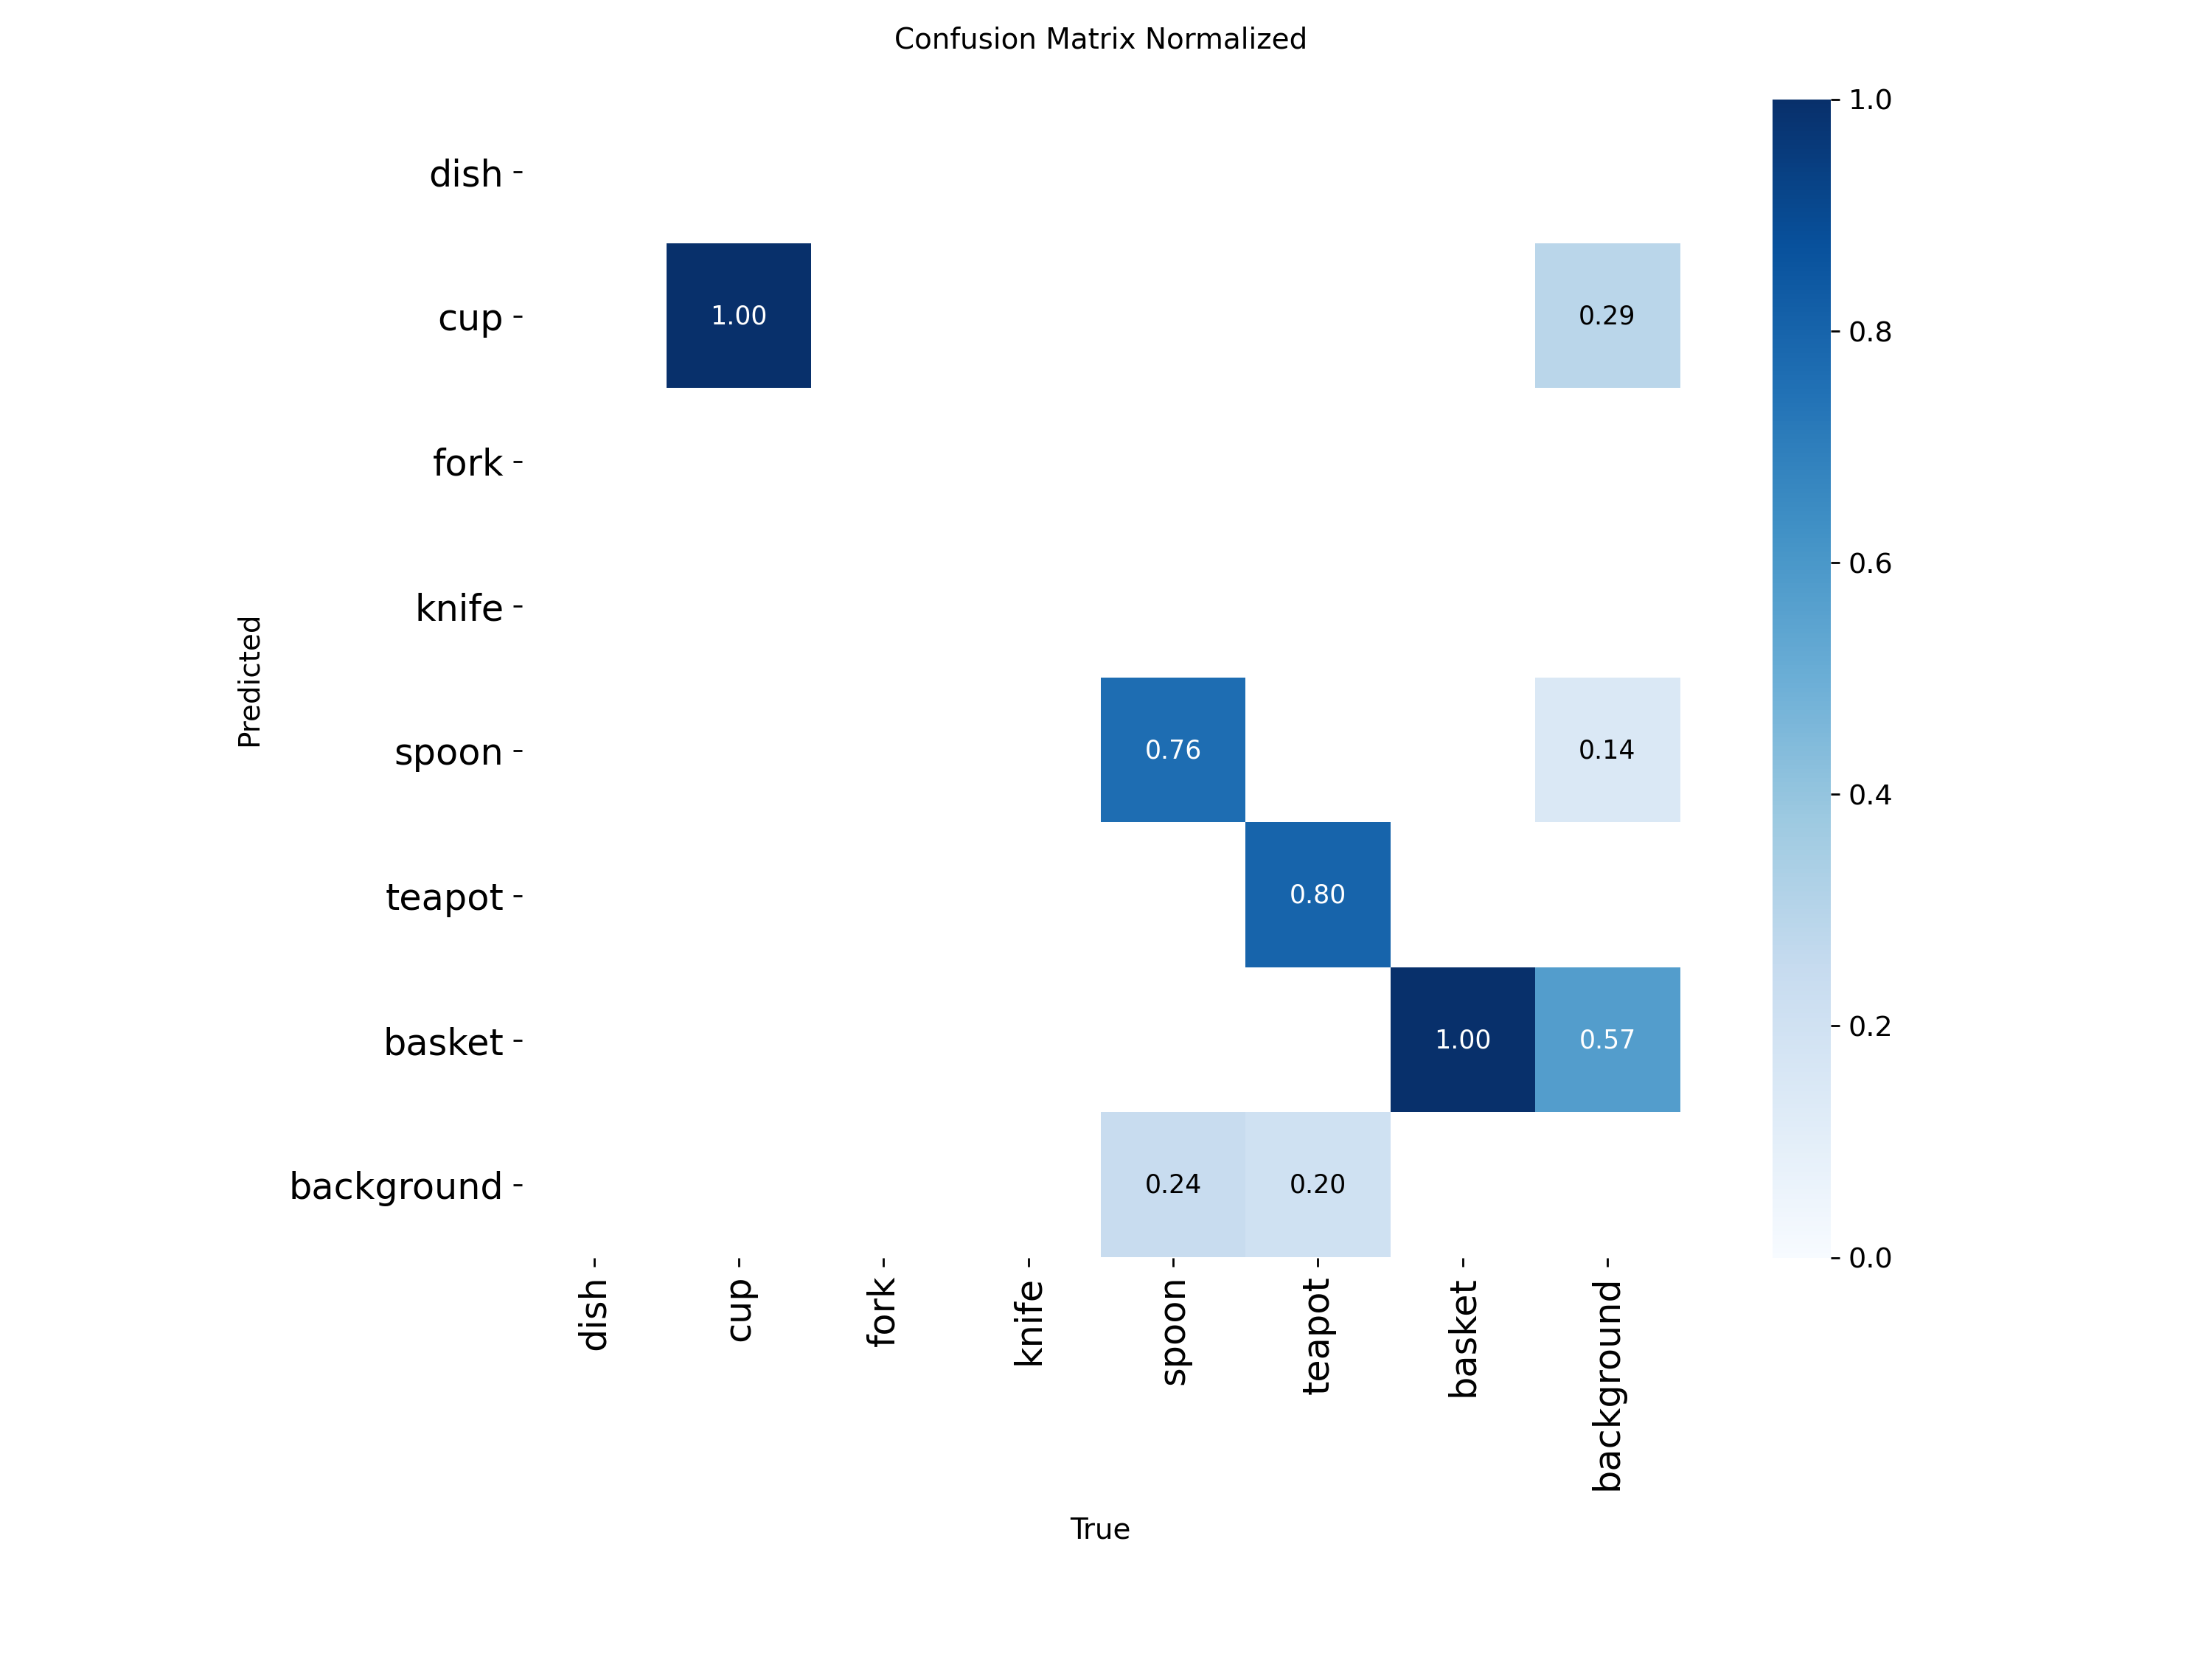 Confusion Matrix Normalized
dish
cup
fork
knife
spoon
teapot
basket
background
Predicted
1.00
0.29
0.76
0.14
0.80
1.00
0.57
0.24
0.20
dish
cup
fork
knife
spoon
teapot
basket
background
True
1.0
0.8
0.6
0.4
0.2
0.0